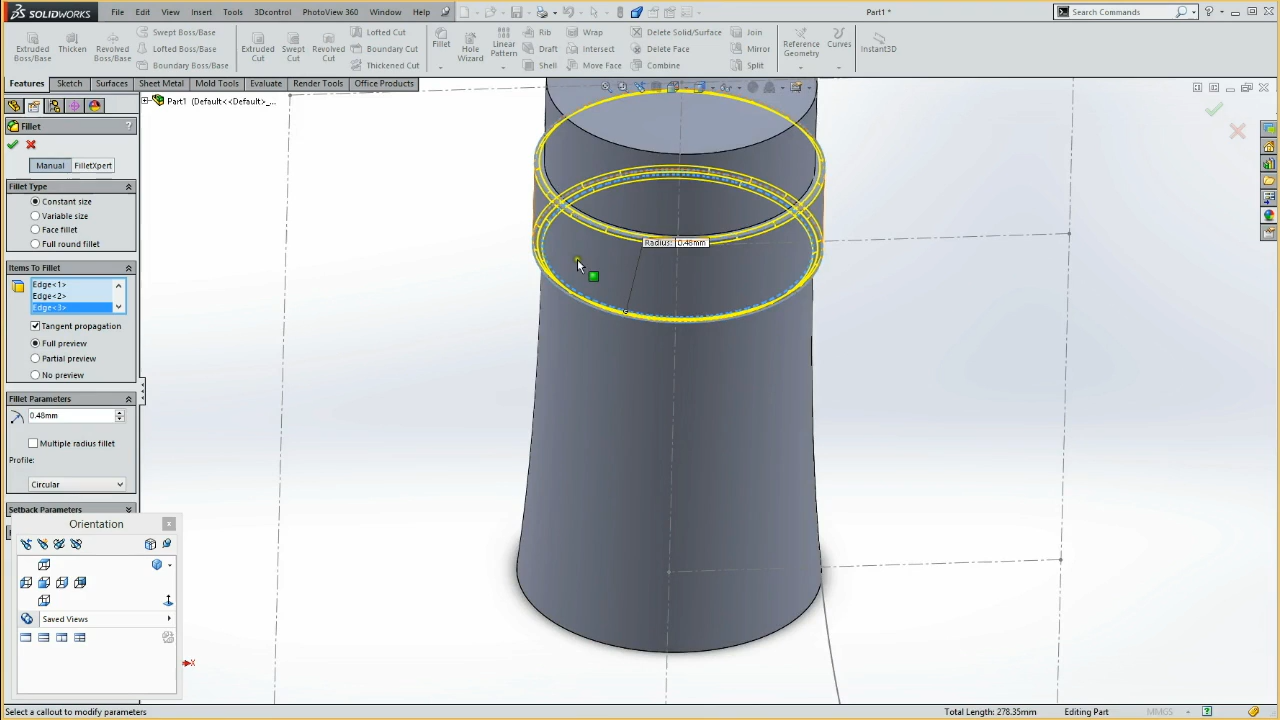 SOLIDWORKS File Edit View Insert Tools 3Dcontrol PhotoView 360 Window Help Part1 * Search Commands
Extruded Boss/Base
Thicken
Revolved Boss/Base
Swept Boss/Base
Lofted Boss/Base
Boundary Boss/Base
Extruded Cut
Swept Cut
Revolved Cut
Lofted Cut
Boundary Cut
Thickened Cut
Fillet
Hole Wizard
Linear Pattern
Rib
Draft
Shell
Wrap
Intersect
Move Face
Delete Solid/Surface
Delete Face
Combine
Join
Mirror
Split
Reference Geometry
Curves
Instant3D
Features Sketch Surfaces Sheet Metal Mold Tools Evaluate Render Tools Office Products
Part1 (Default<<Default>_...
Fillet ?
Manual FilletXpert
Fillet Type
Constant size
Variable size
Face fillet
Full round fillet
Items To Fillet
Edge<1>
Edge<2>
Edge<3>
Tangent propagation
Full preview
Partial preview
No preview
Fillet Parameters
0.48mm
Multiple radius fillet
Profile:
Circular
Setback Parameters
Orientation x
Saved Views
X
Radius: 0.48mm
Select a callout to modify parameters Total Length: 278.35mm Editing Part MMGS